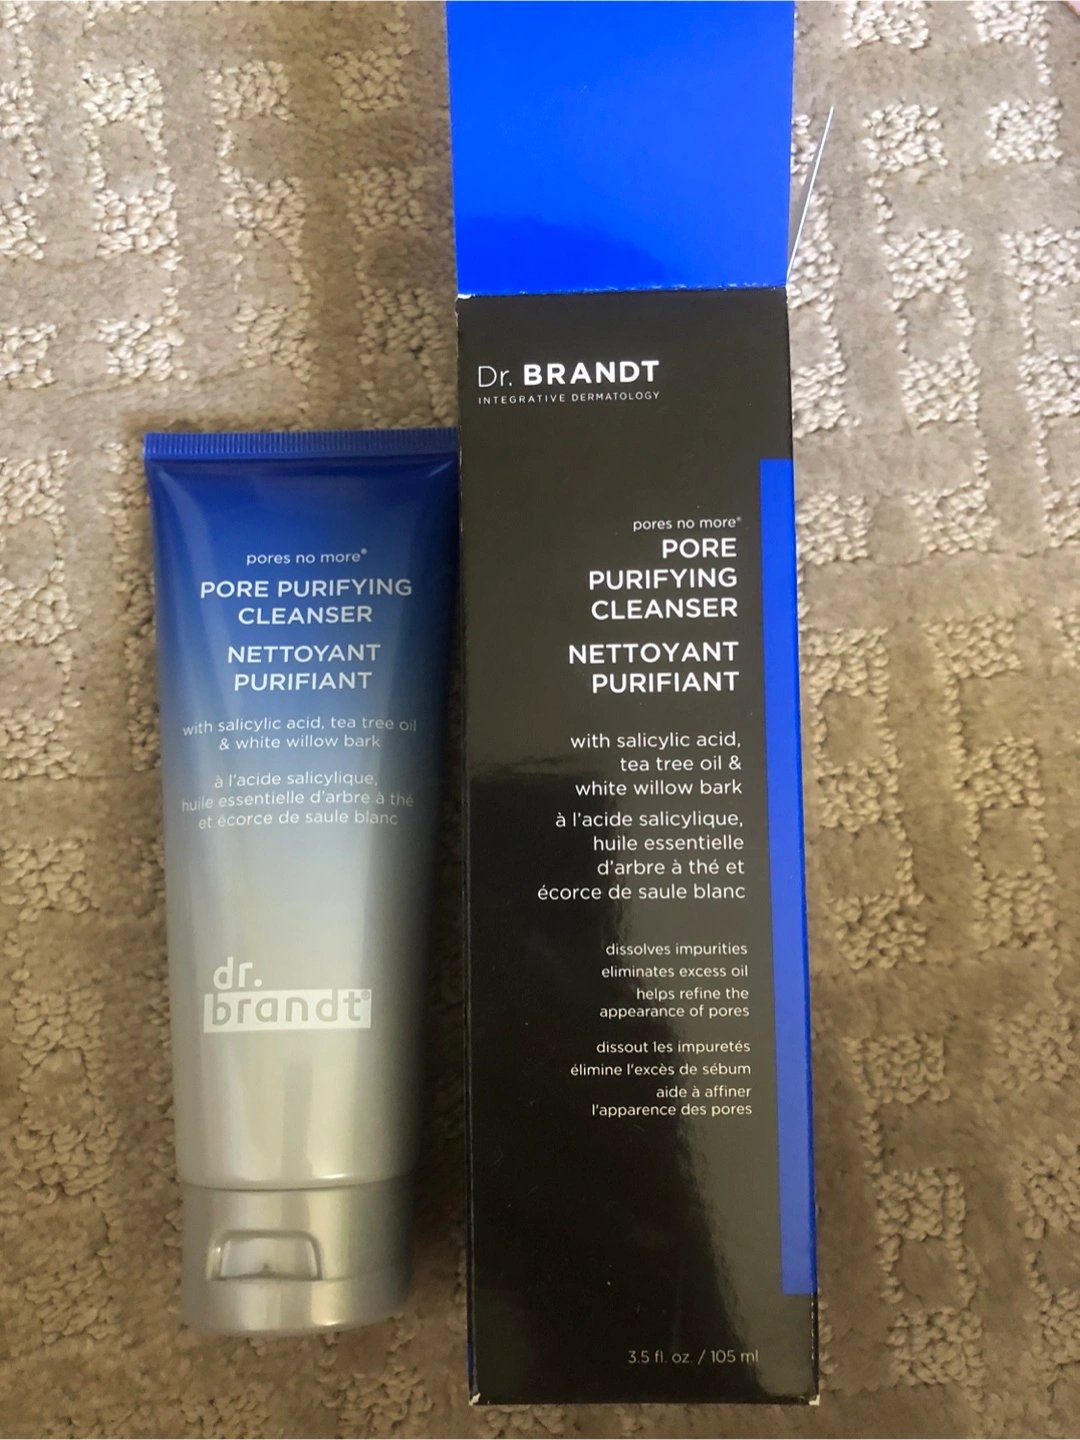 pores no more®
PORE PURIFYING
CLEANSER
NETTOYANT
PURIFIANT
with salicylic acid, tea tree oil
& white willow bark
à l'acide salicylique,
huile essentielle d'arbre à thé
et écorce de saule blanc
dr.
brandt®
Dr. BRANDT
INTEGRATIVE DERMATOLOGY
pores no more®
PORE
PURIFYING
CLEANSER
NETTOYANT
PURIFIANT
with salicylic acid,
tea tree oil &
white willow bark
à l'acide salicylique,
huile essentielle
d'arbre à thé et
écorce de saule blanc
dissolves impurities
eliminates excess oil
helps refine the
appearance of pores
dissout les impuretés
élimine l'excès de sébum
aide à affiner
l'apparence des pores
3.5 fl. oz. / 105 ml